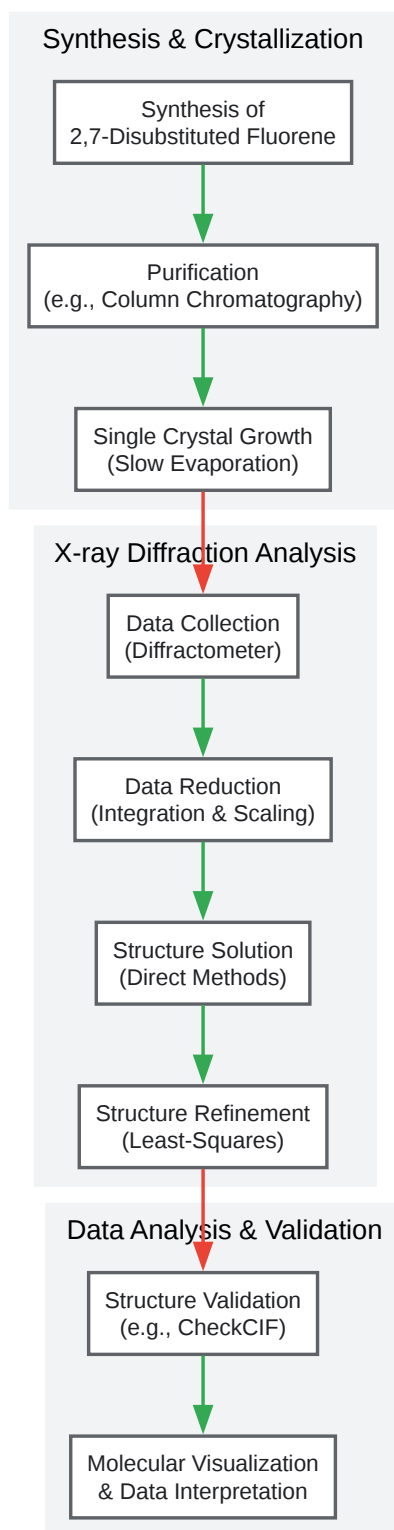 Synthesis & Crystallization
Synthesis of
2,7-Disubstituted Fluorene
Purification
(e.g., Column Chromatography)
Single Crystal Growth
(Slow Evaporation)
X-ray Diffraction Analysis
Data Collection
(Diffractometer)
Data Reduction
(Integration & Scaling)
Structure Solution
(Direct Methods)
Structure Refinement
(Least-Squares)
Data Analysis & Validation
Structure Validation
(e.g., CheckCIF)
Molecular Visualization
& Data Interpretation